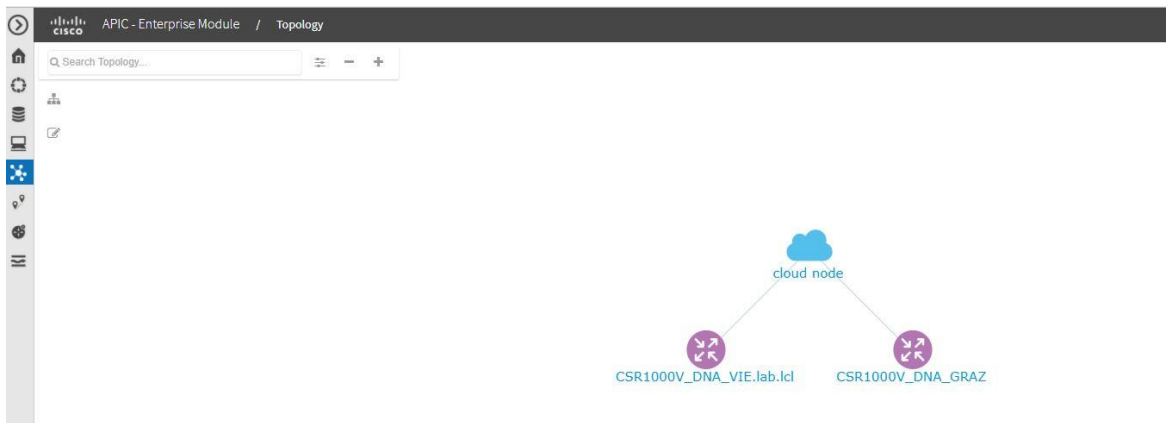 CISCO APIC - Enterprise Module / Topology
Search Topology...
cloud node
CSR1000V_DNA_VIE.lab.lcl CSR1000V_DNA_GRAZ